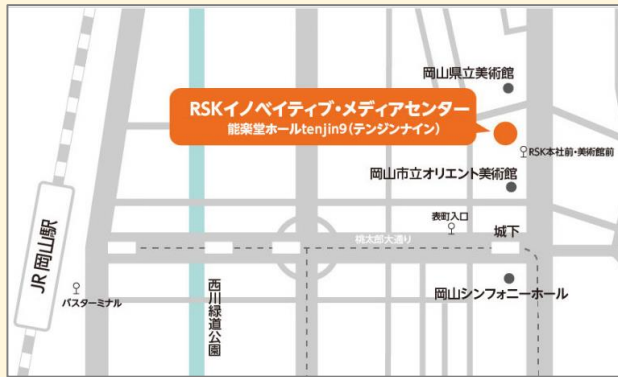 岡山県立美術館
RSKイノベイティブ・メディアセンター
能楽堂ホールtenjin9(テンジンナイン)
RSK本社前・美術館前
岡山市立オリエント美術館
表町入口
城下
桃太郎大通り
JR 岡山駅
バスターミナル
西川緑道公園
岡山シンフォニーホール